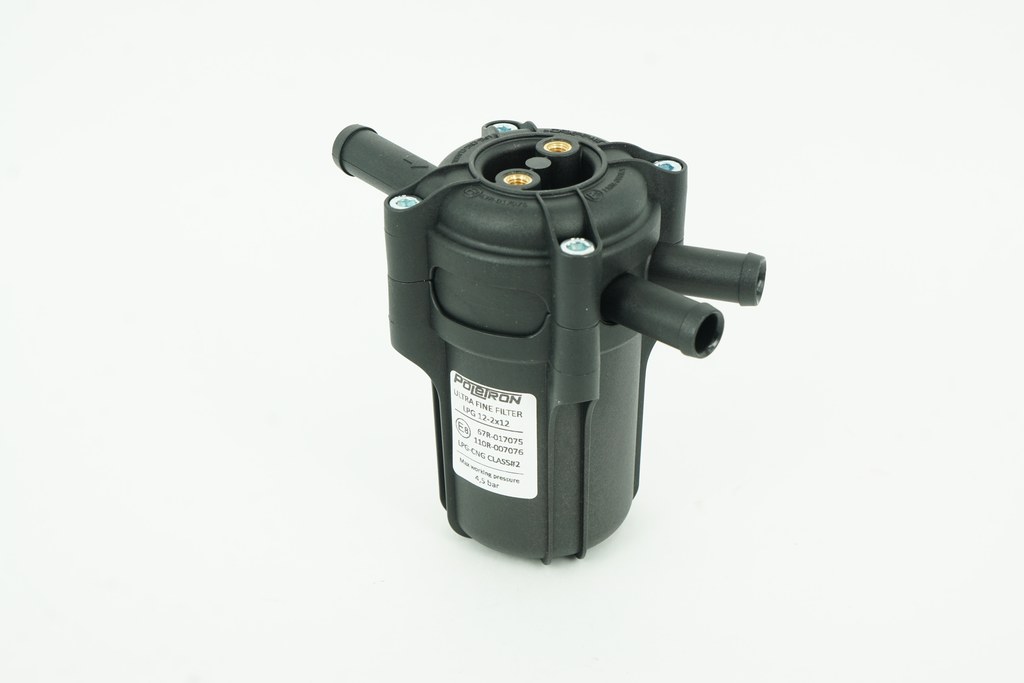 POLETRON
ULTRA FINE FILTER
LPG 12-2x12
E8 67R-017075
110R-007076
LPG-CNG CLASS#2
Max working pressure
4,5 bar